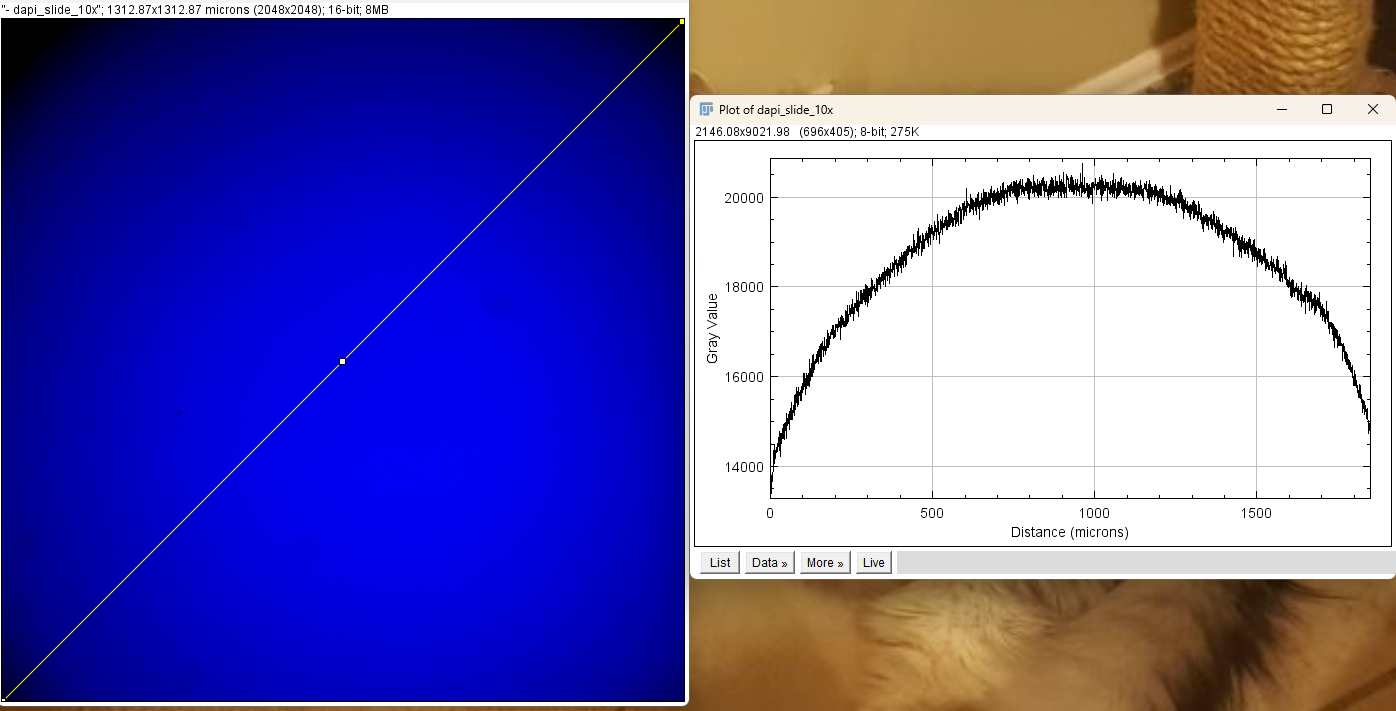 "- dapi_slide_10x"; 1312.87x1312.87 microns (2048x2048); 16-bit; 8MB
Plot of dapi_slide_10x
2146.08x9021.98 (696x405); 8-bit; 275K
20000
18000
16000
14000
Gray Value
0 500 1000 1500
Distance (microns)
List Data » More » Live